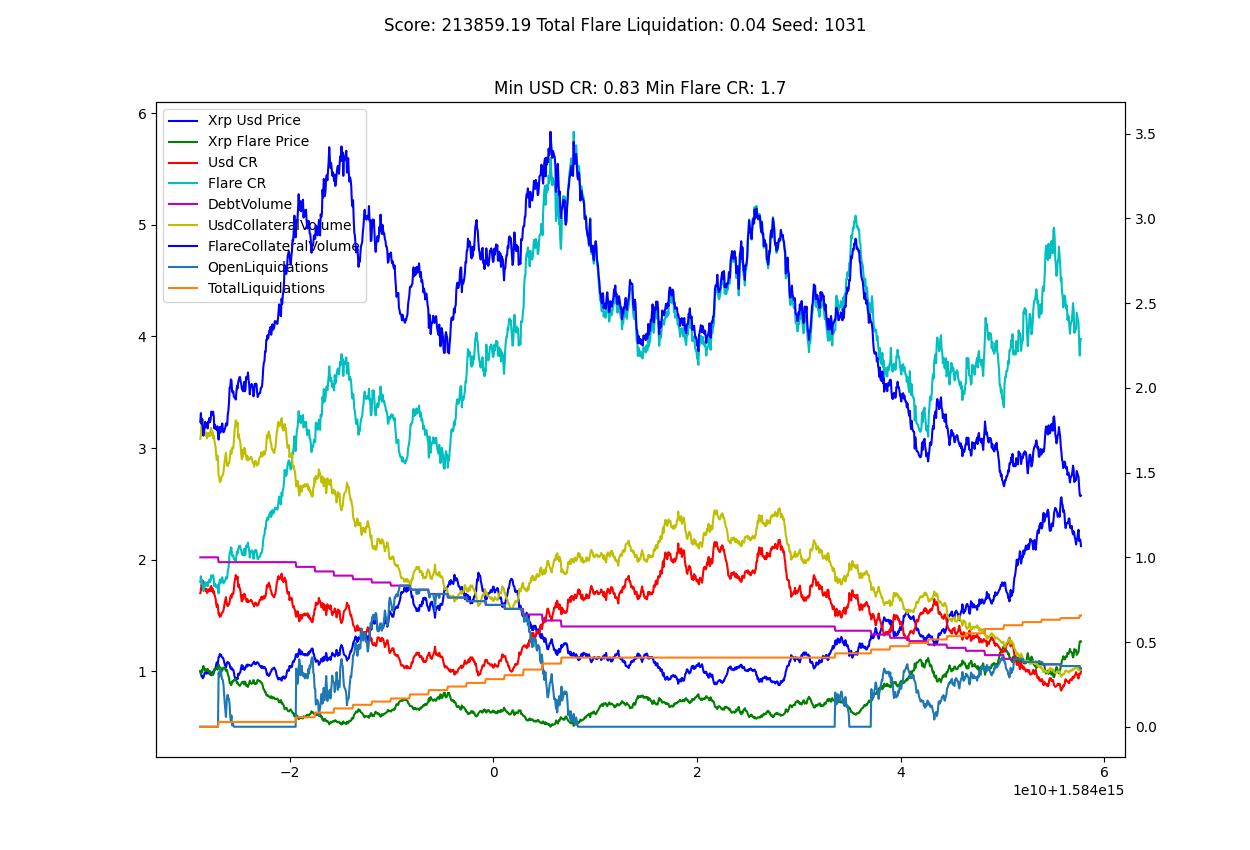 Score: 213859.19 Total Flare Liquidation: 0.04 Seed: 1031
Min USD CR: 0.83 Min Flare CR: 1.7
Xrp Usd Price
Xrp Flare Price
Usd CR
Flare CR
DebtVolume
UsdCollateralVolume
FlareCollateralVolume
OpenLiquidations
TotalLiquidations
6
5
4
3
2
1
3.5
3.0
2.5
2.0
1.5
1.0
0.5
0.0
−2
0
2
4
6
1e10+1.584e15